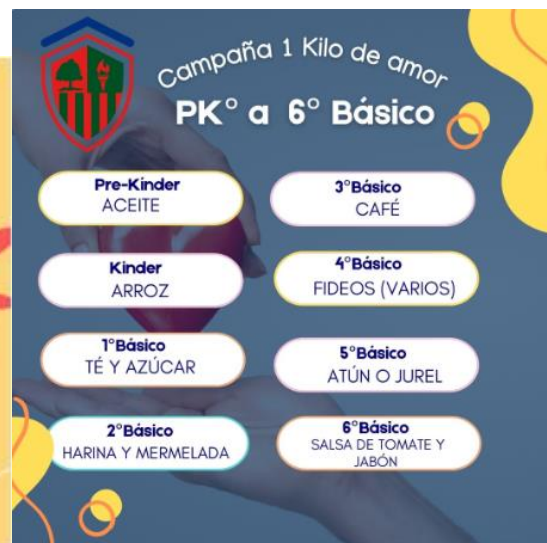 Campaña 1 Kilo de amor
PK° a 6° Básico
Pre-Kínder
ACEITE
Kinder
ARROZ
1°Básico
TÉ Y AZÚCAR
2°Básico
HARINA Y MERMELADA
3°Básico
CAFÉ
4°Básico
FIDEOS (VARIOS)
5°Básico
ATÚN O JUREL
6°Básico
SALSA DE TOMATE Y
JABÓN